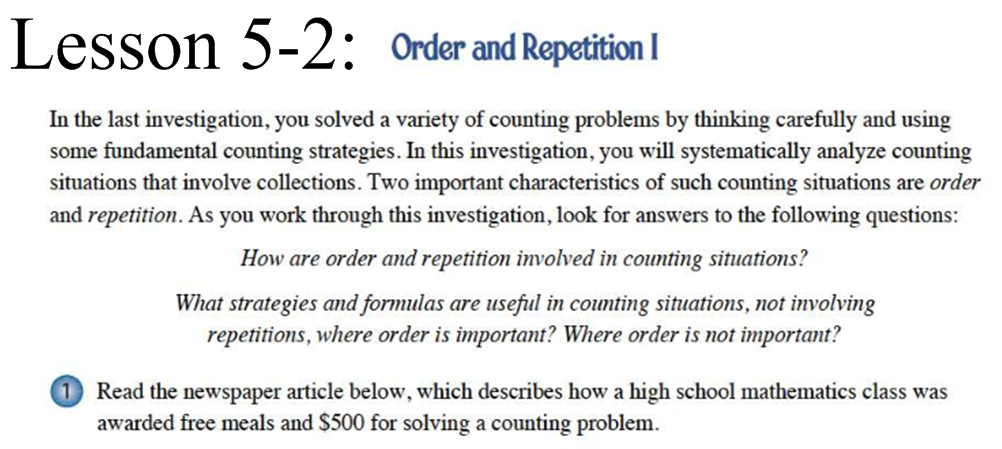 Lesson 5-2: Order and Repetition I
In the last investigation, you solved a variety of counting problems by thinking carefully and using
some fundamental counting strategies. In this investigation, you will systematically analyze counting
situations that involve collections. Two important characteristics of such counting situations are order
and repetition. As you work through this investigation, look for answers to the following questions:
How are order and repetition involved in counting situations?
What strategies and formulas are useful in counting situations, not involving
repetitions, where order is important? Where order is not important?
1 Read the newspaper article below, which describes how a high school mathematics class was
awarded free meals and $500 for solving a counting problem.